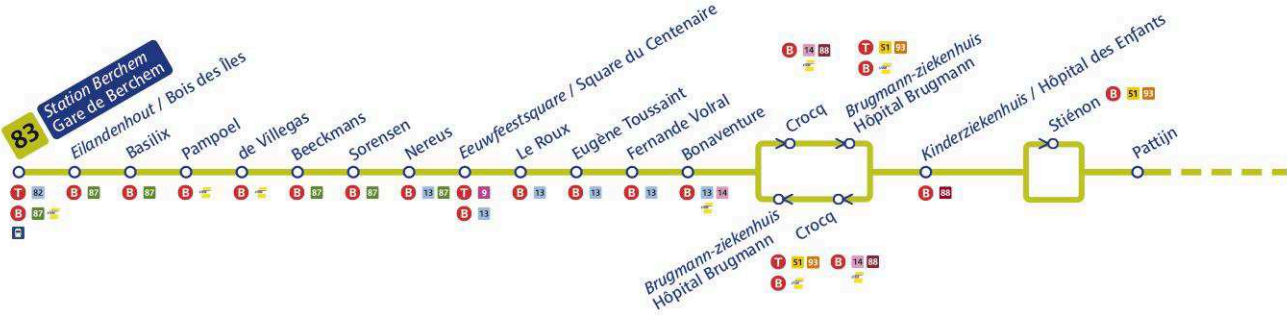 83
Station Berchem
Gare de Berchem
Eilandenhout / Bois des Îles
Basilix
Pampoel
de Villegas
Beeckmans
Sorensen
Nereus
Eeuwfeestsquare / Square du Centenaire
Le Roux
Eugène Toussaint
Fernande Volral
Bonaventure
Crocq
Brugmann-ziekenhuis
Hôpital Brugmann
Kinderziekenhuis / Hôpital des Enfants
Stiénon
Pattijn
B 14 88
T 51 93
B
B 51 93
T 82
B 87
B 87
B 87
B
B
B 87
B 87
B 13 87
T 9
B 13
B 13
B 13
B 13
B 13 14
B 88
Brugmann-ziekenhuis
Hôpital Brugmann
Crocq
T 51 93
B
B 14 88